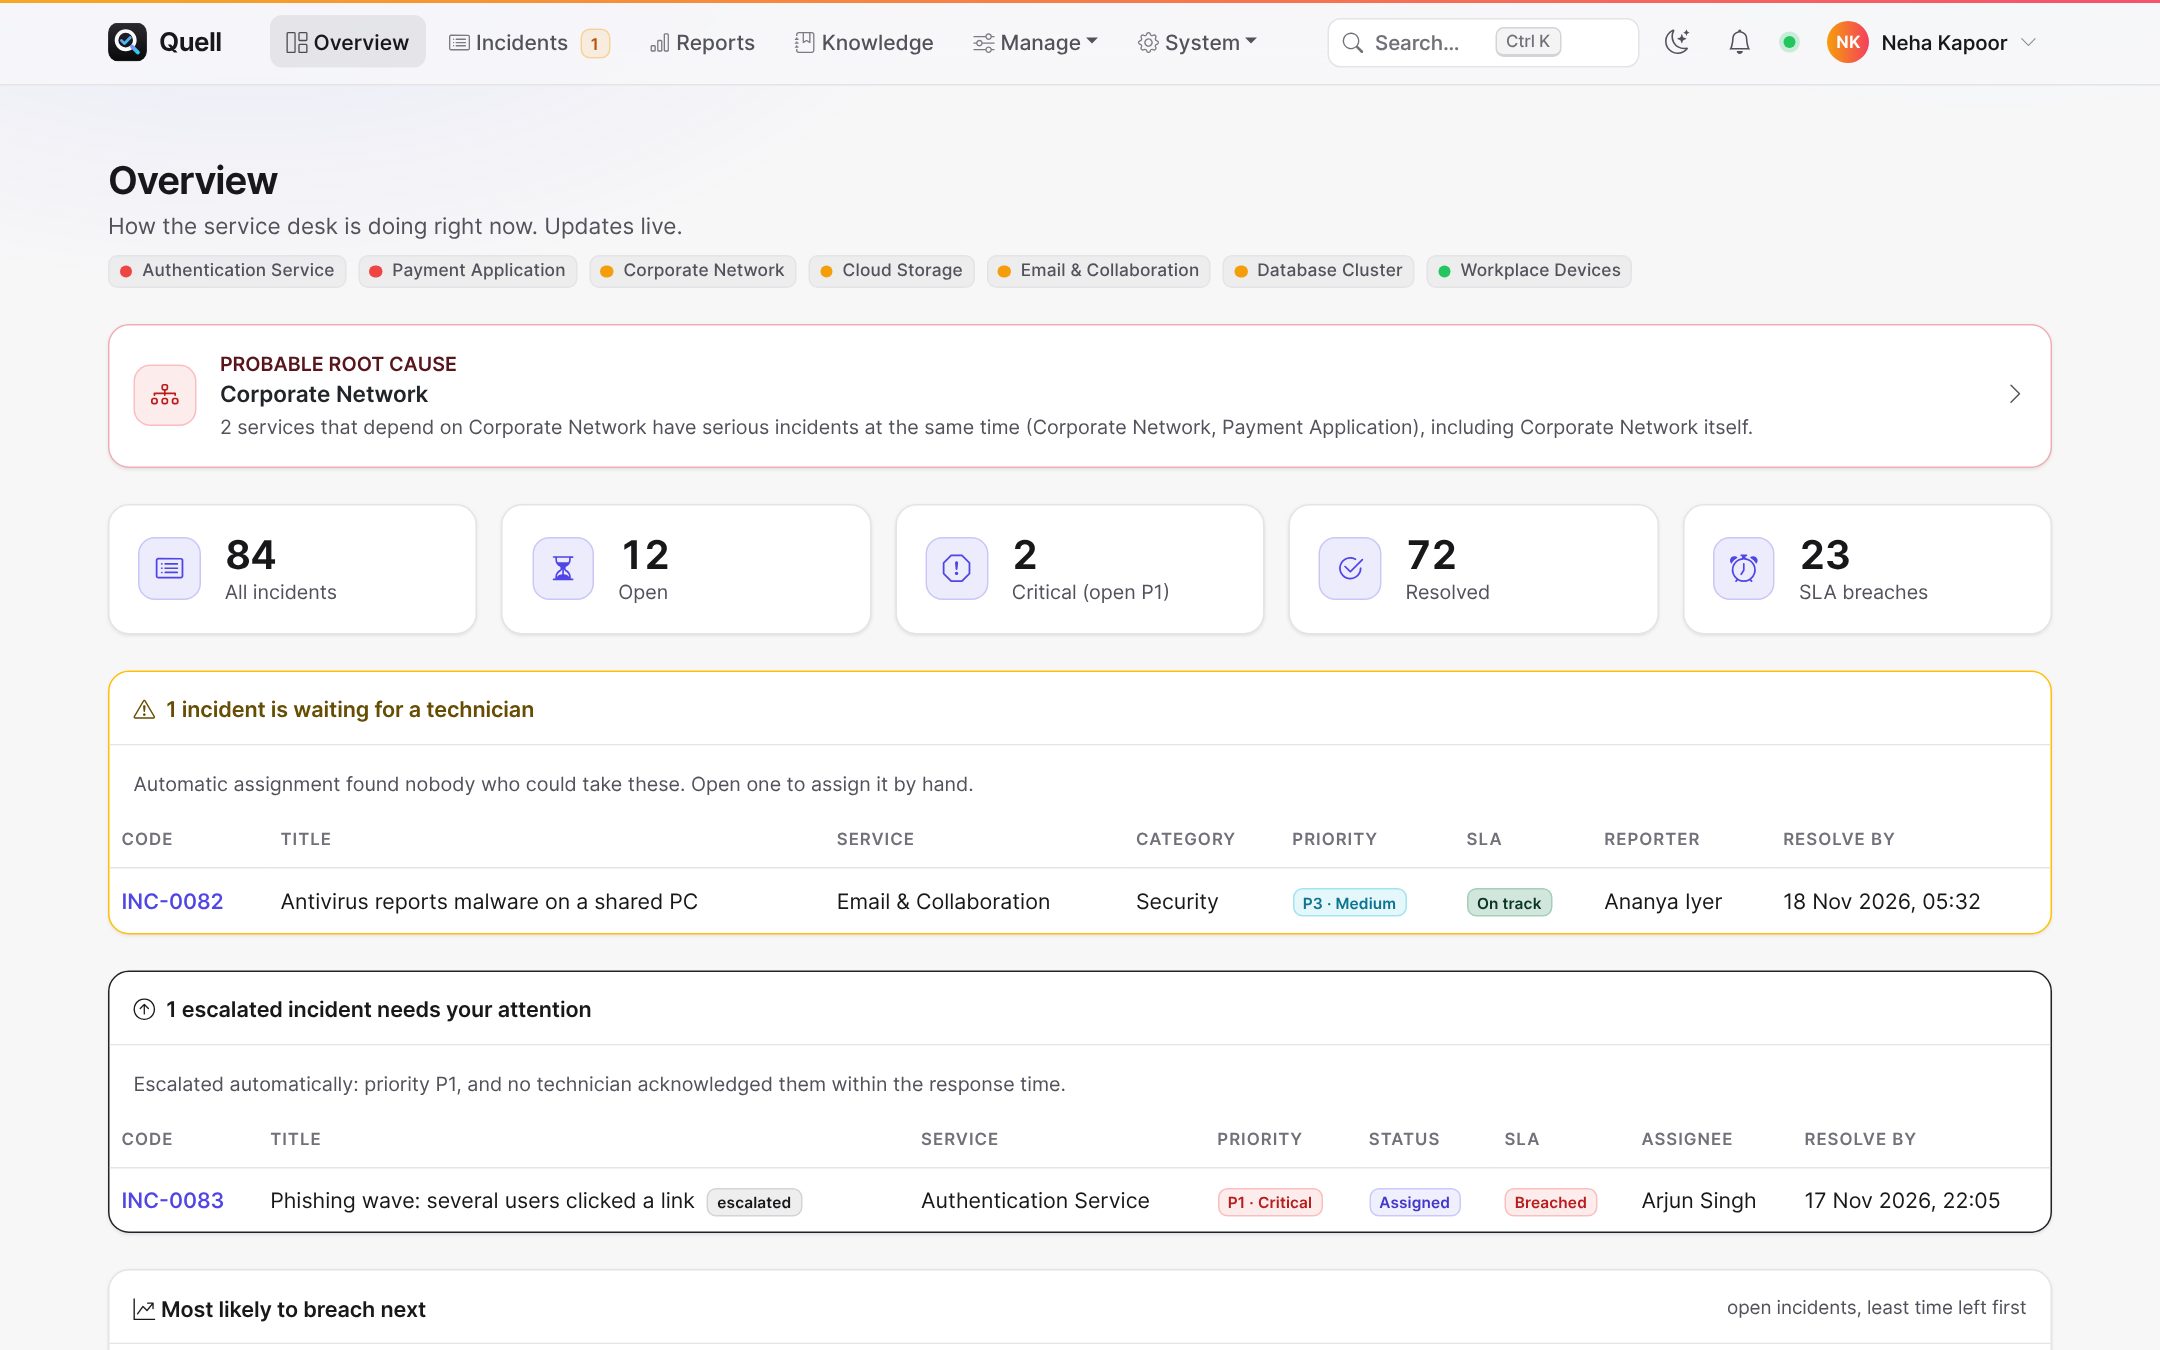 Quell
Overview
Incidents 1
Reports
Knowledge
Manage
System
Search... Ctrl K
NK Neha Kapoor
Overview
How the service desk is doing right now. Updates live.
Authentication Service
Payment Application
Corporate Network
Cloud Storage
Email & Collaboration
Database Cluster
Workplace Devices
PROBABLE ROOT CAUSE
Corporate Network
2 services that depend on Corporate Network have serious incidents at the same time (Corporate Network, Payment Application), including Corporate Network itself.
84
All incidents
12
Open
2
Critical (open P1)
72
Resolved
23
SLA breaches
1 incident is waiting for a technician
Automatic assignment found nobody who could take these. Open one to assign it by hand.
CODE TITLE SERVICE CATEGORY PRIORITY SLA REPORTER RESOLVE BY
INC-0082 Antivirus reports malware on a shared PC Email & Collaboration Security P3 · Medium On track Ananya Iyer 18 Nov 2026, 05:32
1 escalated incident needs your attention
Escalated automatically: priority P1, and no technician acknowledged them within the response time.
CODE TITLE SERVICE PRIORITY STATUS SLA ASSIGNEE RESOLVE BY
INC-0083 Phishing wave: several users clicked a link escalated Authentication Service P1 · Critical Assigned Breached Arjun Singh 17 Nov 2026, 22:05
Most likely to breach next open incidents, least time left first